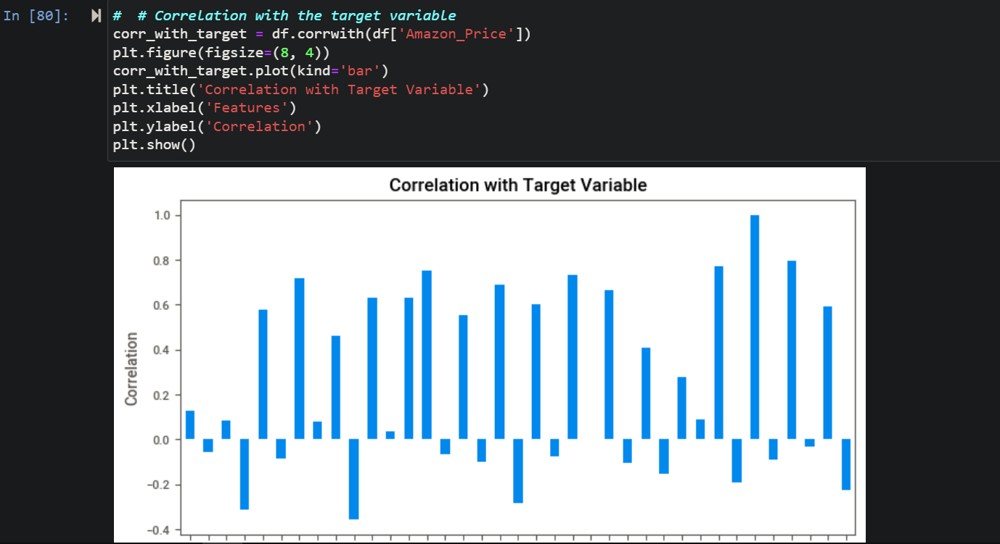 In [80]:
#  # Correlation with the target variable
corr_with_target = df.corrwith(df['Amazon_Price'])
plt.figure(figsize=(8, 4))
corr_with_target.plot(kind='bar')
plt.title('Correlation with Target Variable')
plt.xlabel('Features')
plt.ylabel('Correlation')
plt.show()
Correlation with Target Variable
1.0
0.8
0.6
0.4
0.2
0.0
−0.2
−0.4
Correlation